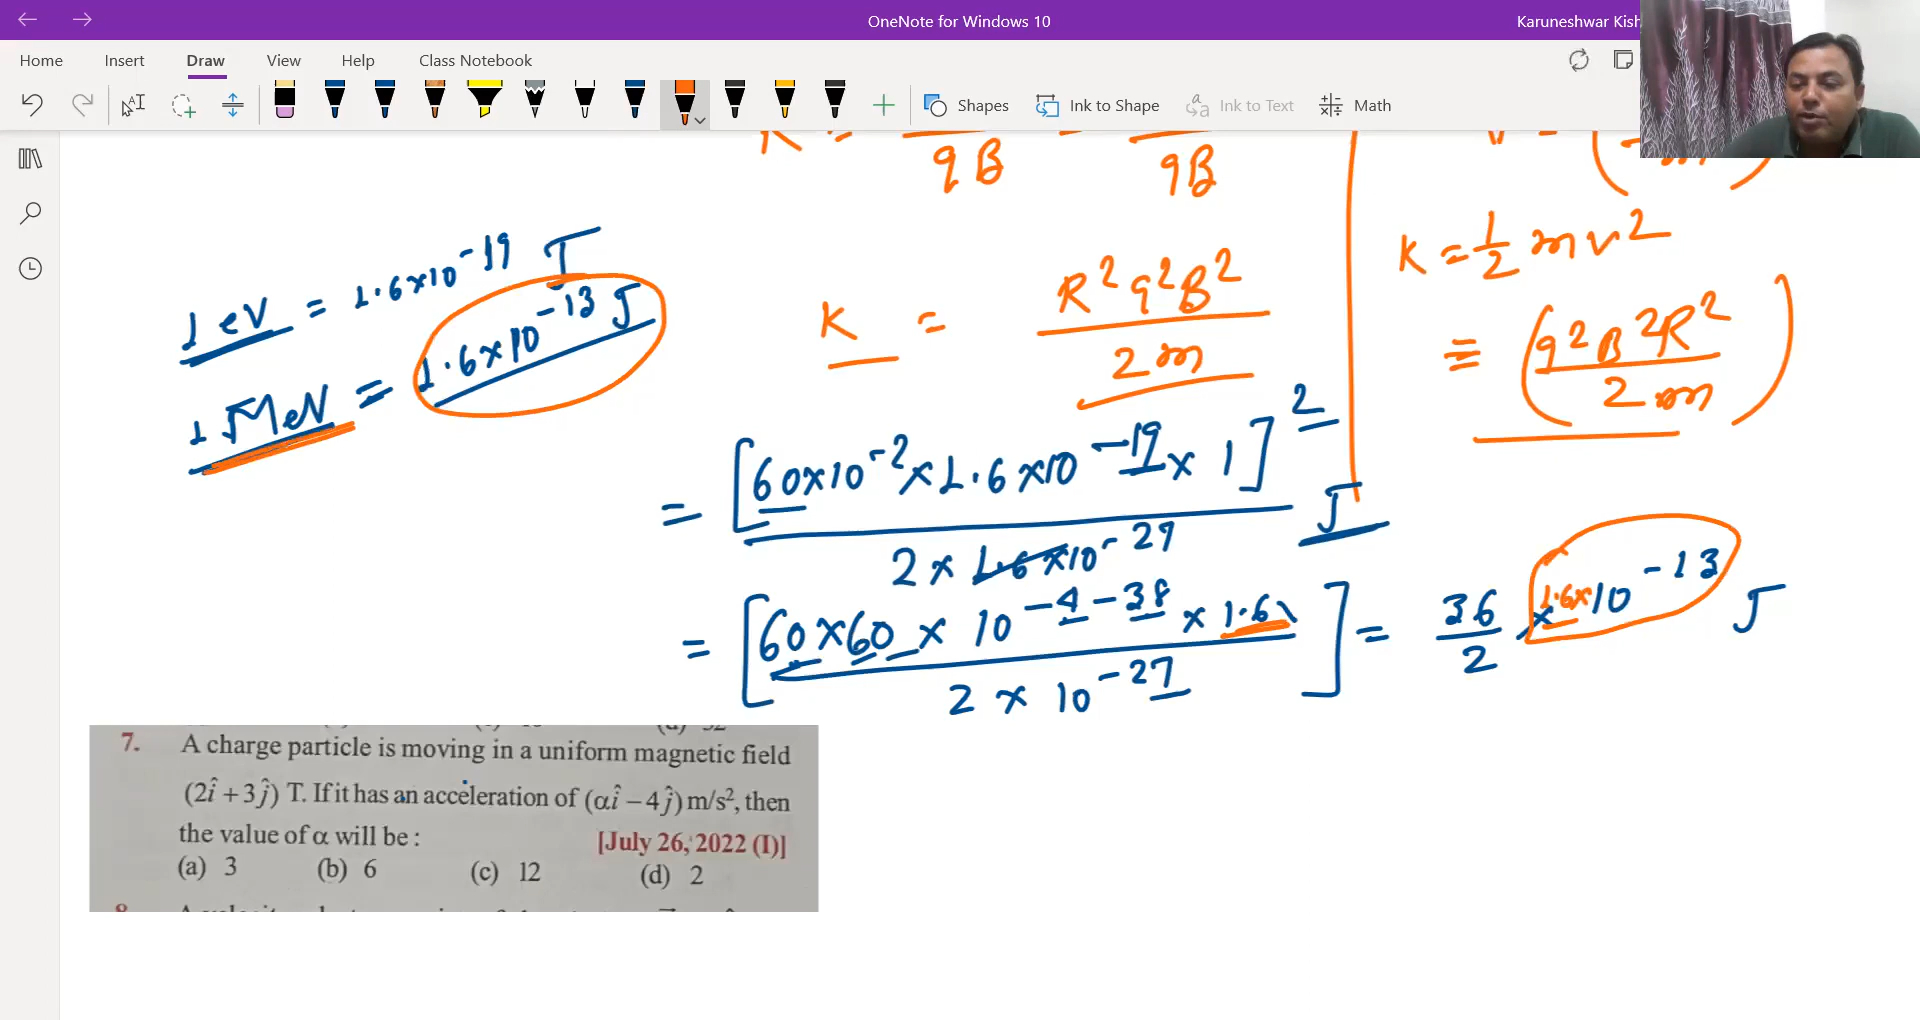 OneNote for Windows 10
Karuneshwar Kish
Home Insert Draw View Help Class Notebook
Shapes Ink to Shape Ink to Text Math
qB qB
1 eV = 1.6×10^-19 J
1 MeV = 1.6×10^-13 J
K = R²q²B² / 2m
K = 1/2 mv²
= (q²B²R² / 2m)
= [60×10^-2 × 1.6×10^-19 × 1]² / 2 × 1.6×10^-27 J
= [60×60 × 10^-4-38 × 1.6 / 2 × 10^-27] = 36/2 × 1.6×10^-13 J
7. A charge particle is moving in a uniform magnetic field
(2î + 3ĵ) T. If it has an acceleration of (αî − 4ĵ) m/s², then
the value of α will be : [July 26, 2022 (I)]
(a) 3 (b) 6 (c) 12 (d) 2